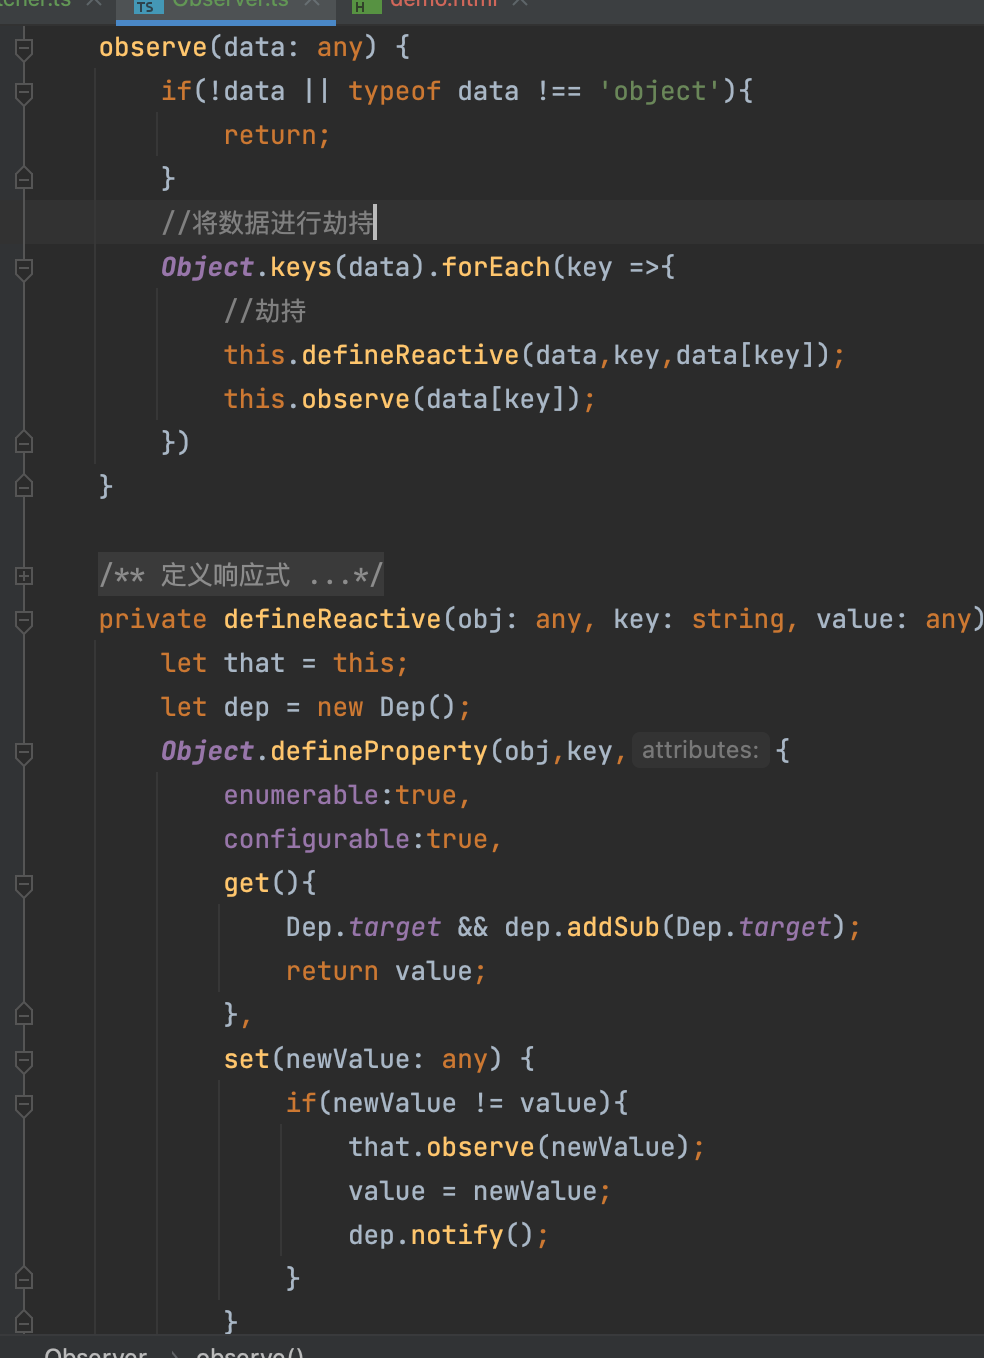 tcher.ts
TS Observer.ts
H demo.html
observe(data: any) {
if(!data || typeof data !== 'object'){
return;
}
//将数据进行劫持
Object.keys(data).forEach(key =>{
//劫持
this.defineReactive(data,key,data[key]);
this.observe(data[key]);
})
}
/** 定义响应式 ...*/
private defineReactive(obj: any, key: string, value: any)
let that = this;
let dep = new Dep();
Object.defineProperty(obj,key, attributes: {
enumerable:true,
configurable:true,
get(){
Dep.target && dep.addSub(Dep.target);
return value;
},
set(newValue: any) {
if(newValue != value){
that.observe(newValue);
value = newValue;
dep.notify();
}
}
Observer › observe()